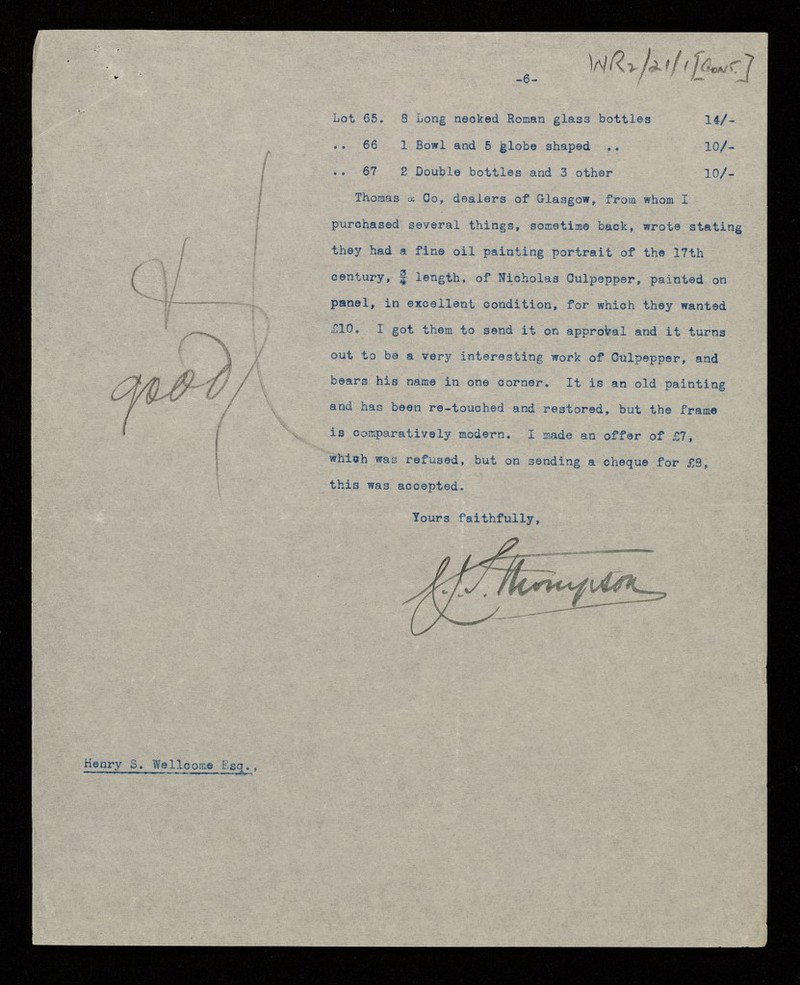 WR2/21/1 [Cont.]
-6-
Lot 65. 8 Long necked Roman glass bottles 14/-
.. 66 1 Bowl and 5 globe shaped .. 10/-
.. 67 2 Double bottles and 3 other 10/-
Thomas & Co, dealers of Glasgow, from whom I
purchased several things, sometime back, wrote stating
they had a fine oil painting portrait of the 17th
century, ¾ length, of Nicholas Culpepper, painted on
panel, in excellent condition, for which they wanted
£10. I got them to send it on approval and it turns
out to be a very interesting work of Culpepper, and
bears his name in one corner. It is an old painting
and has been re-touched and restored, but the frame
is comparatively modern. I made an offer of £7,
which was refused, but on sending a cheque for £8,
this was accepted.
good
Yours faithfully,
C.J.S. Thompson
Henry S. Wellcome Esq.,